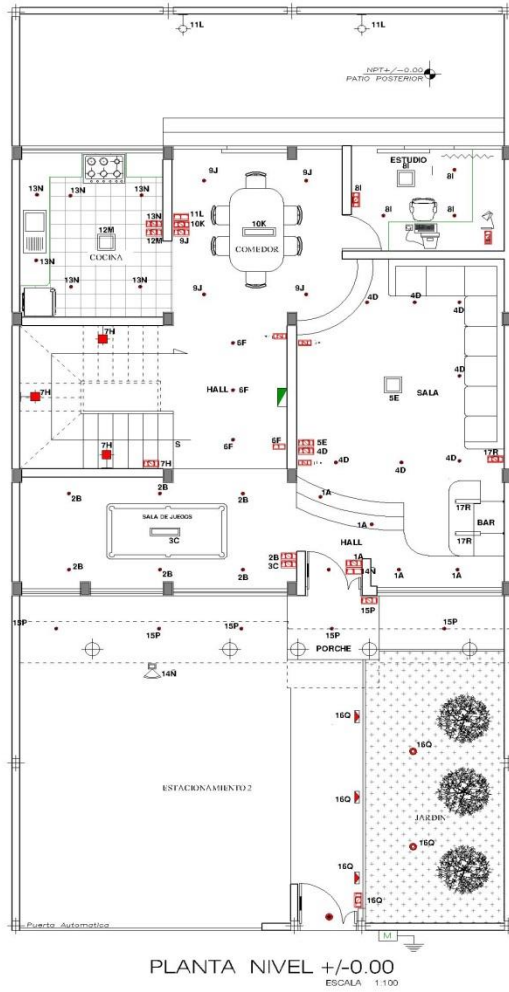 11L 11L
NPT+/-0.00
PATIO POSTERIOR
ESTUDIO
8I
8I
8I
8I 8I
9J 9J
13N 13N 13N
13N 11L
10K
12M 9J
12M
COCINA
10K
COMEDOR
13N
13N 13N
9J 9J
4D 4D 4D
7H
6F
4D
7H
HALL 6F
5E
SALA
7H
S
6F 6F
5E
4D
7H
4D 4D 4D
17R
2B 2B 2B
1A
17R
BAR
17R
SALA DE JUEGOS
3C
1A
HALL
2B
3C
1A
14Ñ
2B 2B 2B
1A 1A
15P
15P 15P 15P 15P
PORCHE
14Ñ
16Q
16Q
ESTACIONAMIENTO 2
16Q
JARDIN
16Q
16Q
16Q
Puerta Automatica
M
PLANTA NIVEL +/-0.00
ESCALA 1:100